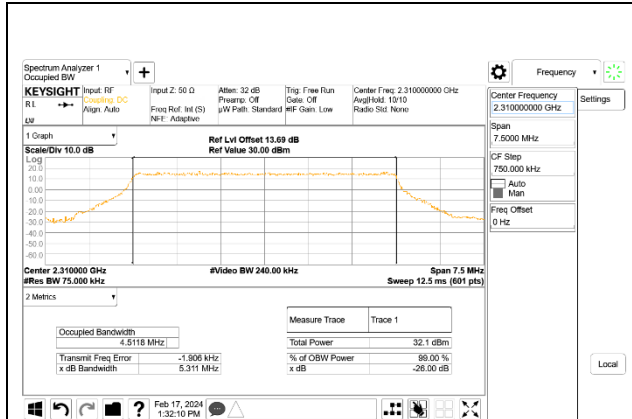 Spectrum Analyzer 1
Occupied BW
+
Frequency
KEYSIGHT
RL
Input: RF
Coupling: DC
Align: Auto
Input Z: 50 Ω
Freq Ref: Int (S)
NFE: Adaptive
Atten: 32 dB
Preamp: Off
µW Path: Standard
Trig: Free Run
Gate: Off
#IF Gain: Low
Center Freq: 2.310000000 GHz
Avg|Hold: 10/10
Radio Std: None
Center Frequency
2.310000000 GHz
Settings
Span
7.5000 MHz
CF Step
750.000 kHz
Auto
Man
Freq Offset
0 Hz
1 Graph
Scale/Div 10.0 dB
Ref Lvl Offset 13.69 dB
Ref Value 30.00 dBm
Log
20.0
10.0
0.00
-10.0
-20.0
-30.0
-40.0
-50.0
-60.0
Center 2.310000 GHz
#Video BW 240.00 kHz
Span 7.5 MHz
#Res BW 75.000 kHz
Sweep 12.5 ms (601 pts)
2 Metrics
Measure Trace
Trace 1
Occupied Bandwidth
4.5118 MHz
Total Power
32.1 dBm
Transmit Freq Error
-1.906 kHz
% of OBW Power
99.00 %
x dB Bandwidth
5.311 MHz
x dB
-26.00 dB
Local
?
Feb 17, 2024
1:32:10 PM